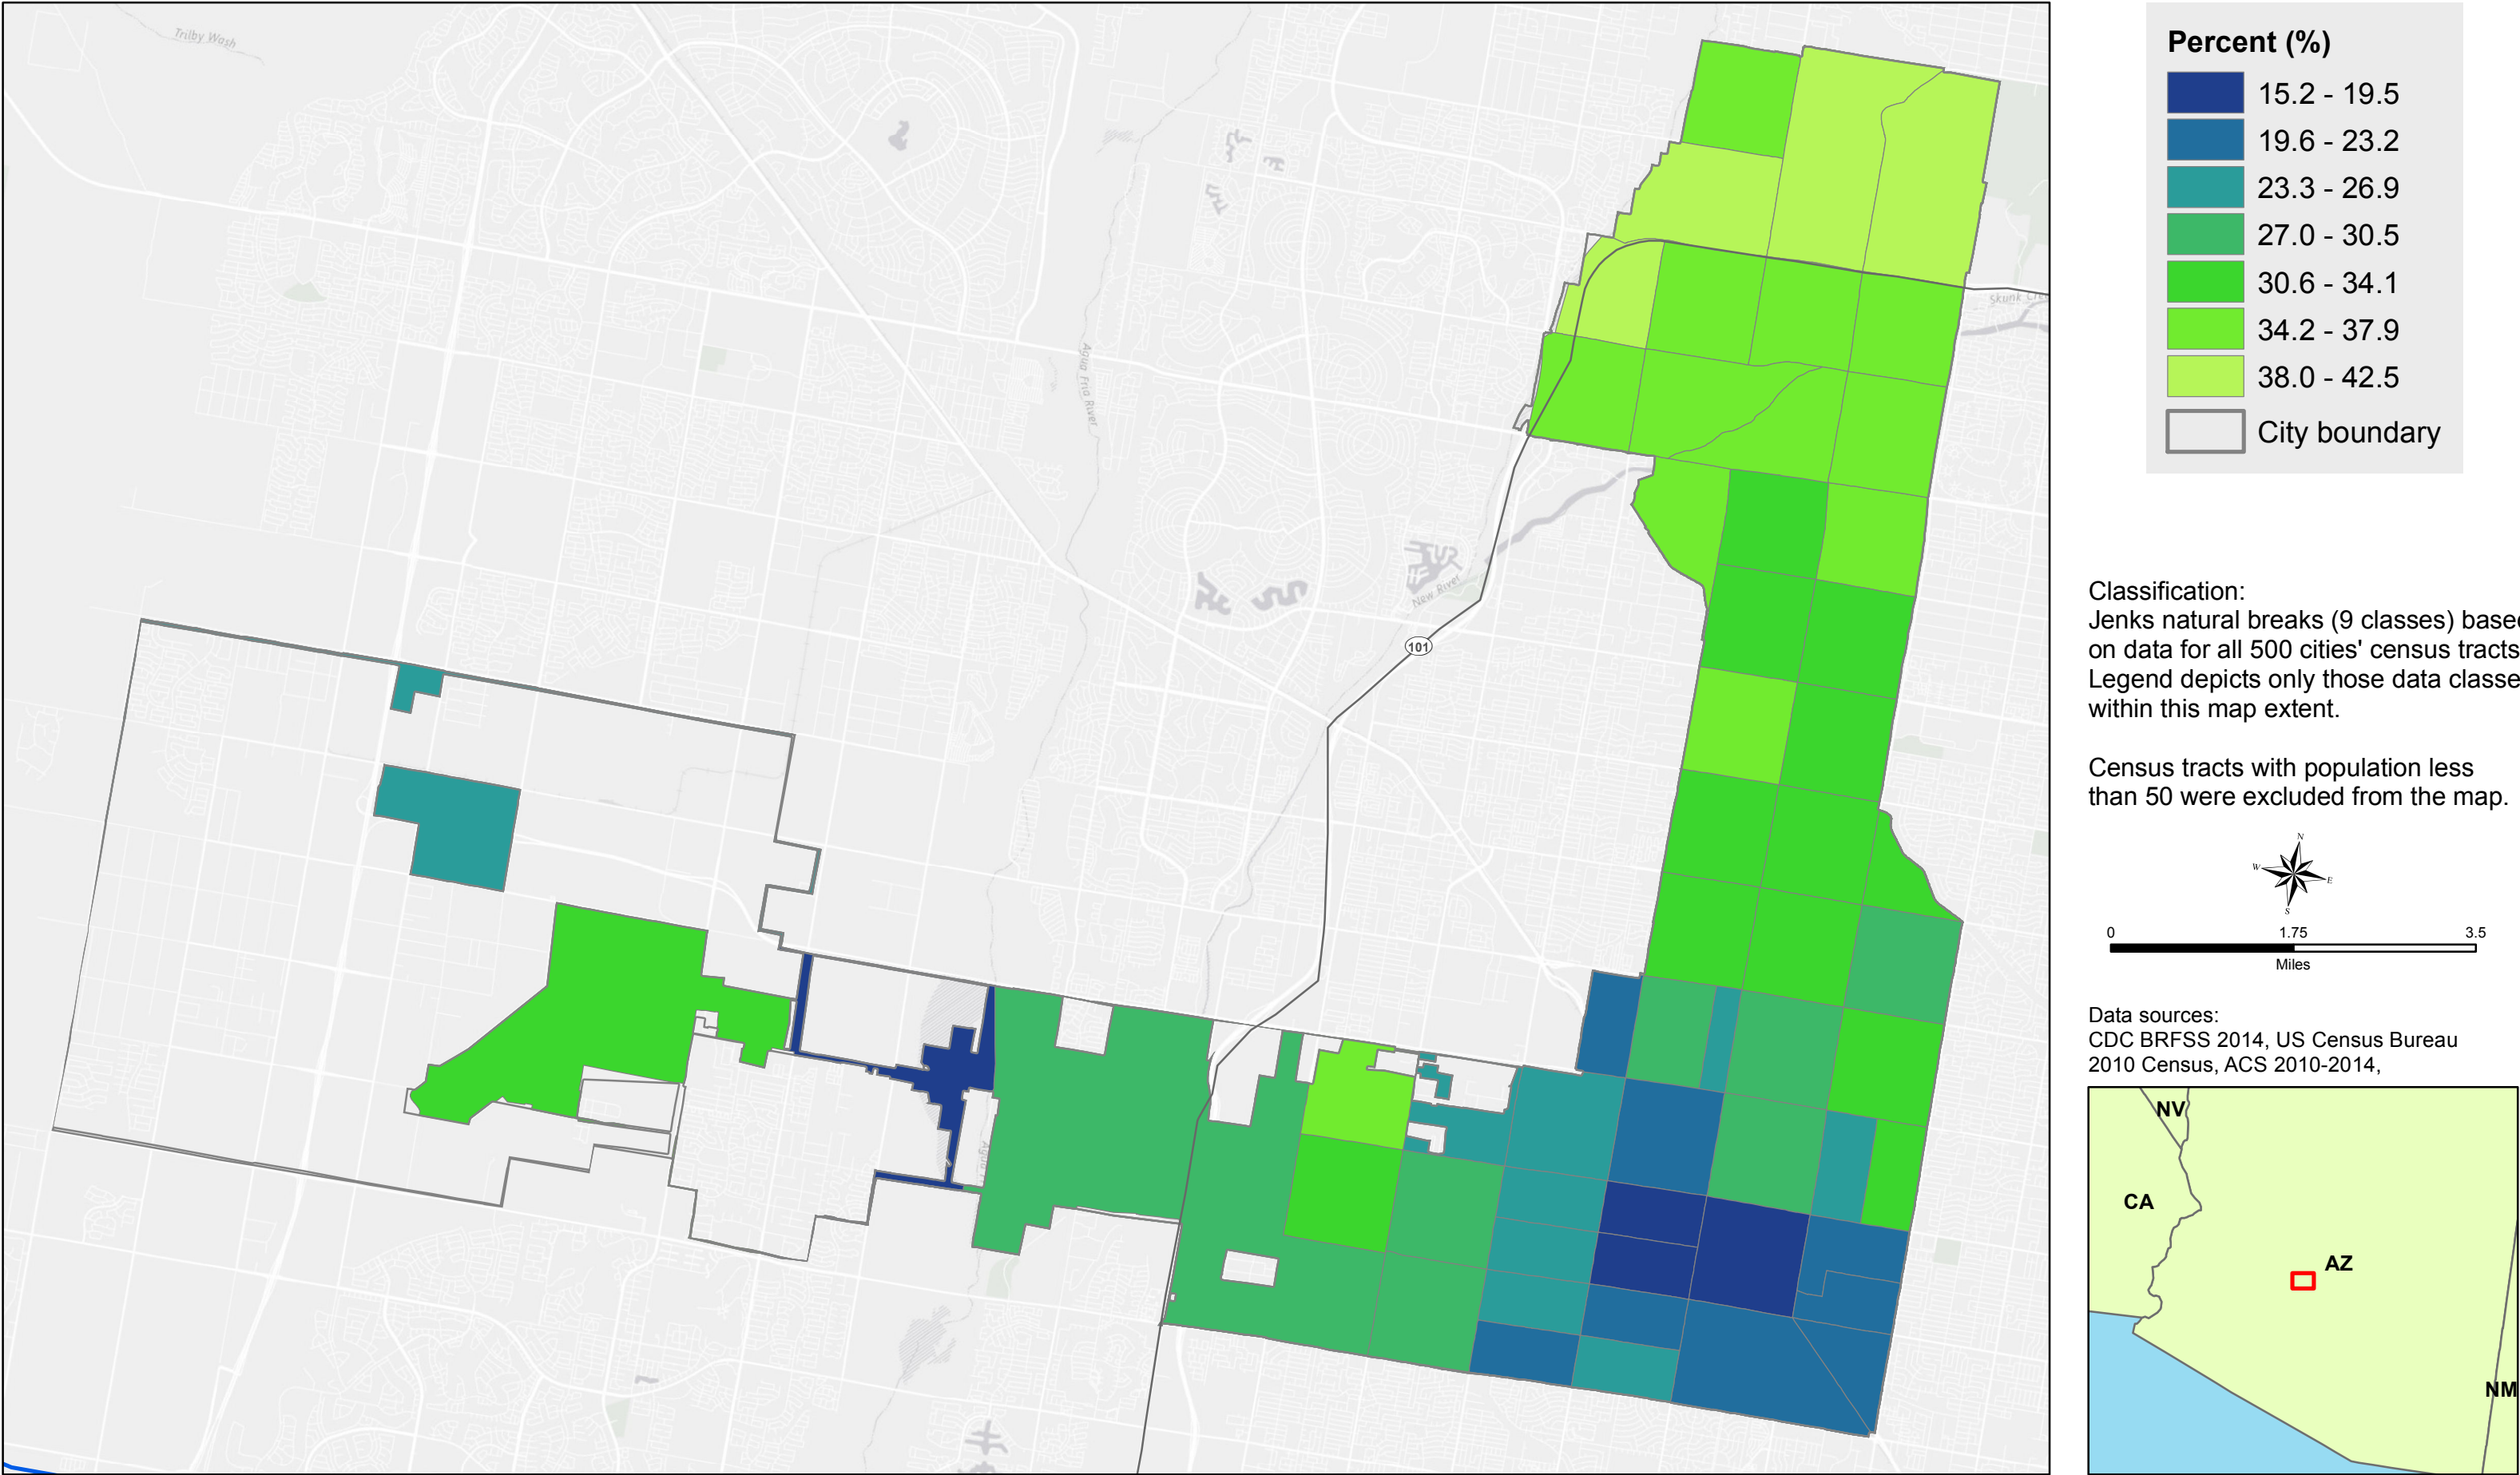 Trilby Wash
Agua Fria River
New River
101
Skunk Cre
Agua
Percent (%)
15.2 - 19.5
19.6 - 23.2
23.3 - 26.9
27.0 - 30.5
30.6 - 34.1
34.2 - 37.9
38.0 - 42.5
City boundary
Classification:
Jenks natural breaks (9 classes) based
on data for all 500 cities' census tracts
Legend depicts only those data classe
within this map extent.
Census tracts with population less
than 50 were excluded from the map.
N
W
E
S
0 1.75 3.5
Miles
Data sources:
CDC BRFSS 2014, US Census Bureau
2010 Census, ACS 2010-2014,
NV
CA
AZ
NM